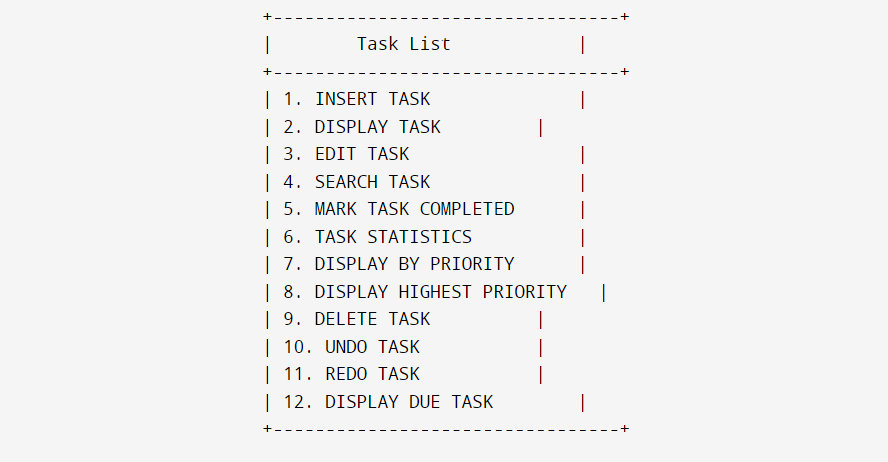 +---------------------------------+
|        Task List            |
+---------------------------------+
| 1. INSERT TASK              |
| 2. DISPLAY TASK         |
| 3. EDIT TASK                |
| 4. SEARCH TASK              |
| 5. MARK TASK COMPLETED      |
| 6. TASK STATISTICS          |
| 7. DISPLAY BY PRIORITY      |
| 8. DISPLAY HIGHEST PRIORITY   |
| 9. DELETE TASK          |
| 10. UNDO TASK           |
| 11. REDO TASK           |
| 12. DISPLAY DUE TASK        |
+---------------------------------+